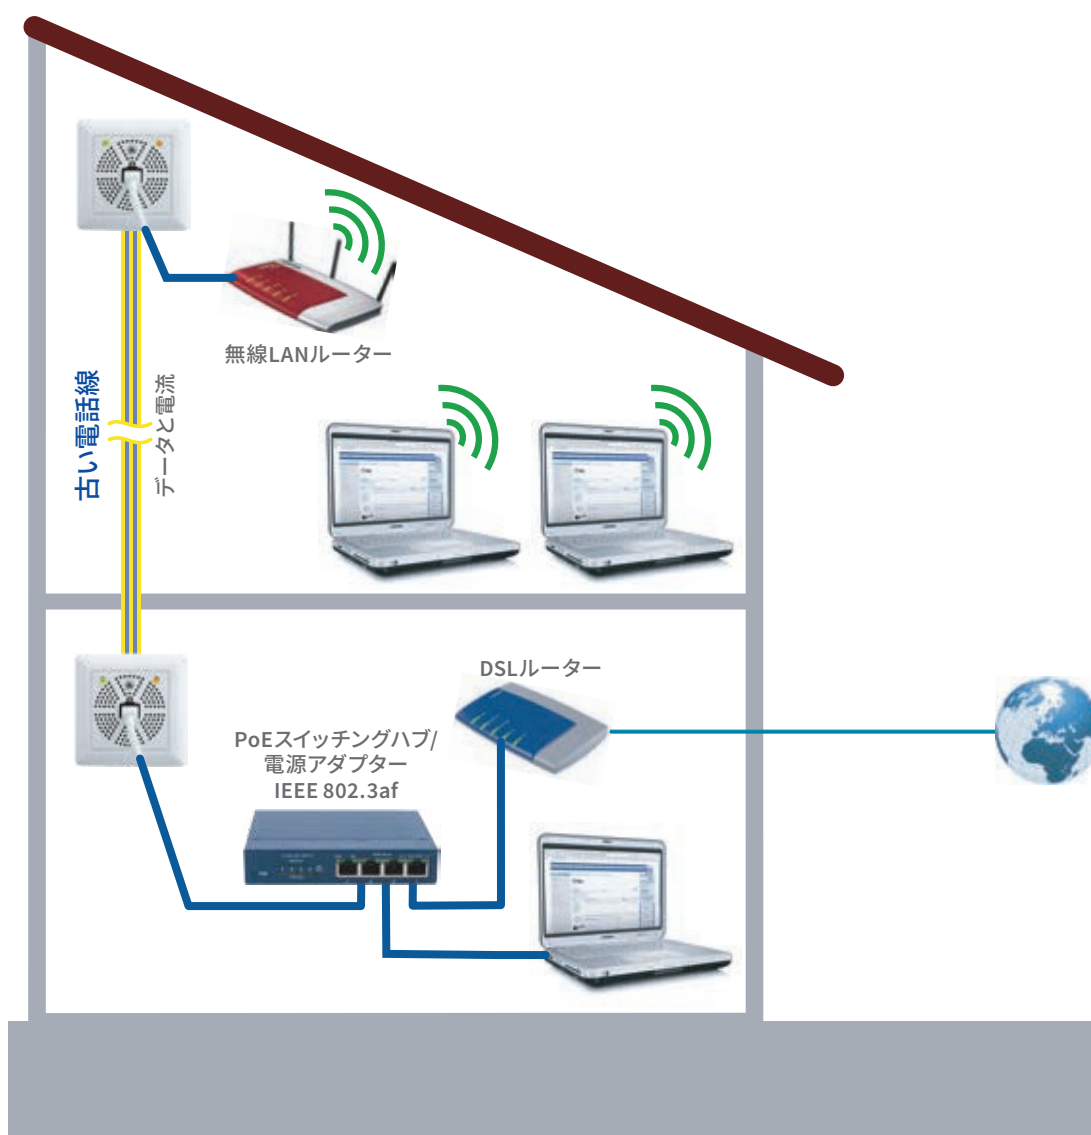 無線LANルーター
古い電話線
データと電流
DSLルーター
PoEスイッチングハブ/
電源アダプター
IEEE 802.3af